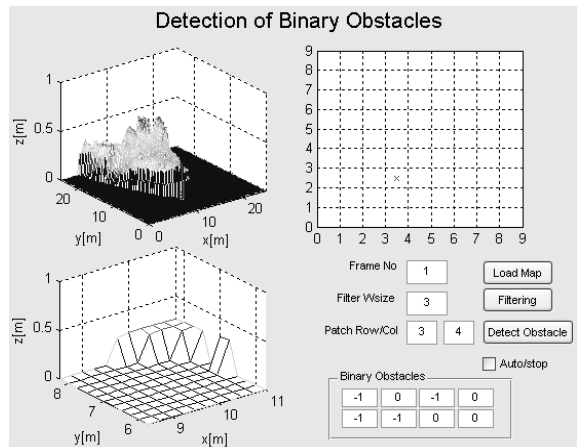 Detection of Binary Obstacles
1
0.5
0
z[m]
20
10
0
y[m]
0
10
20
x[m]
9
8
7
6
5
4
3
2
1
0
0 1 2 3 4 5 6 7 8 9
1
0.5
0
z[m]
8
7
6
y[m]
9
10
11
x[m]
Frame No 1 Load Map
Filter Wsize 3 Filtering
Patch Row/Col 3 4 Detect Obstacle
Auto/stop
Binary Obstacles
-1 0 -1 0
-1 -1 0 0